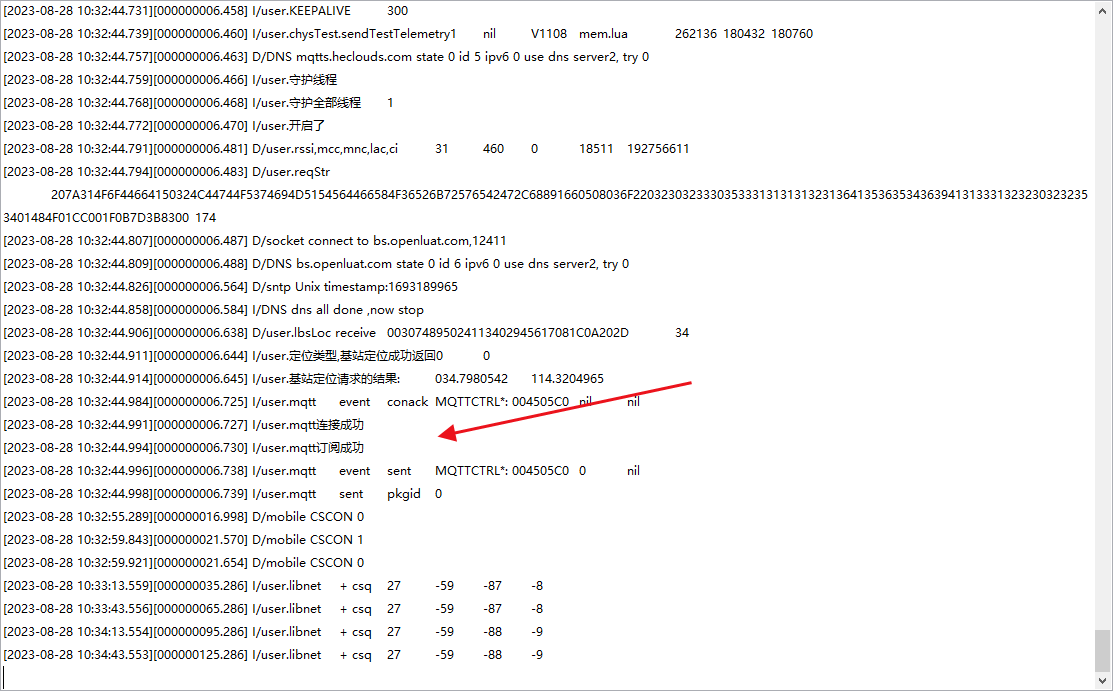 [2023-08-28 10:32:44.731][000000006.458] I/user.KEEPALIVE 300
[2023-08-28 10:32:44.739][000000006.460] I/user.chysTest.sendTestTelemetry1 nil V1108 mem.lua 262136 180432 180760
[2023-08-28 10:32:44.757][000000006.463] D/DNS mqtts.heclouds.com state 0 id 5 ipv6 0 use dns server2, try 0
[2023-08-28 10:32:44.759][000000006.466] I/user.守护线程
[2023-08-28 10:32:44.768][000000006.468] I/user.守护全部线程 1
[2023-08-28 10:32:44.772][000000006.470] I/user.开启了
[2023-08-28 10:32:44.791][000000006.481] D/user.rssi,mcc,mnc,lac,ci 31 460 0 18511 192756611
[2023-08-28 10:32:44.794][000000006.483] D/user.reqStr
207A314F6F44664150324C44744F5374694D5154564466584F36526B72576542472C68891660508036F22032303233303533313131313231364135363534363941313331323230323235
3401484F01CC001F0B7D3B8300 174
[2023-08-28 10:32:44.807][000000006.487] D/socket connect to bs.openluat.com,12411
[2023-08-28 10:32:44.809][000000006.488] D/DNS bs.openluat.com state 0 id 6 ipv6 0 use dns server2, try 0
[2023-08-28 10:32:44.826][000000006.564] D/sntp Unix timestamp:1693189965
[2023-08-28 10:32:44.858][000000006.584] I/DNS dns all done ,now stop
[2023-08-28 10:32:44.906][000000006.638] D/user.lbsLoc receive 003074895024113402945617081C0A202D 34
[2023-08-28 10:32:44.911][000000006.644] I/user.定位类型,基站定位成功返回0 0
[2023-08-28 10:32:44.914][000000006.645] I/user.基站定位请求的结果: 034.7980542 114.3204965
[2023-08-28 10:32:44.984][000000006.725] I/user.mqtt event conack MQTTCTRL*: 004505C0 nil nil
[2023-08-28 10:32:44.991][000000006.727] I/user.mqtt连接成功
[2023-08-28 10:32:44.994][000000006.730] I/user.mqtt订阅成功
[2023-08-28 10:32:44.996][000000006.738] I/user.mqtt event sent MQTTCTRL*: 004505C0 0 nil
[2023-08-28 10:32:44.998][000000006.739] I/user.mqtt sent pkgid 0
[2023-08-28 10:32:55.289][000000016.998] D/mobile CSCON 0
[2023-08-28 10:32:59.843][000000021.570] D/mobile CSCON 1
[2023-08-28 10:32:59.921][000000021.654] D/mobile CSCON 0
[2023-08-28 10:33:13.559][000000035.286] I/user.libnet + csq 27 -59 -87 -8
[2023-08-28 10:33:43.556][000000065.286] I/user.libnet + csq 27 -59 -87 -8
[2023-08-28 10:34:13.554][000000095.286] I/user.libnet + csq 27 -59 -88 -9
[2023-08-28 10:34:43.553][000000125.286] I/user.libnet + csq 27 -59 -88 -9